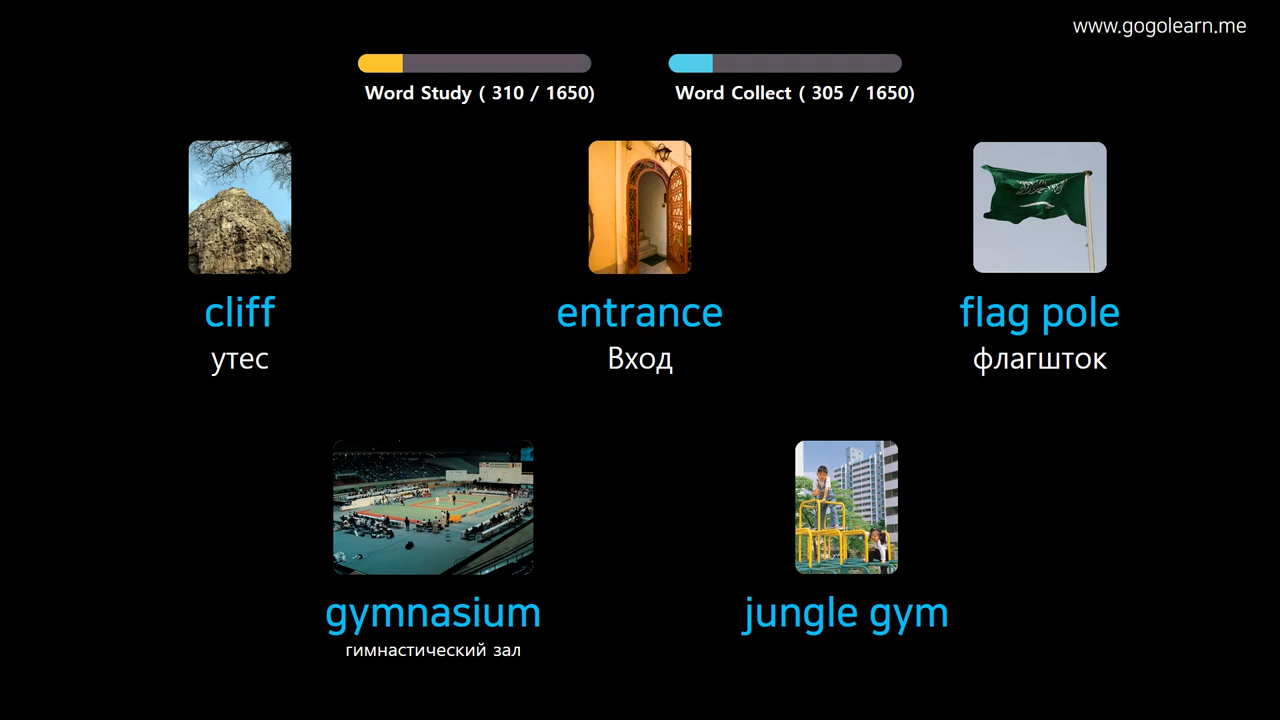 www.gogolearn.me
Word Study ( 310 / 1650)
Word Collect ( 305 / 1650)
cliff
утес
entrance
Вход
flag pole
флагшток
gymnasium
гимнастический зал
jungle gym